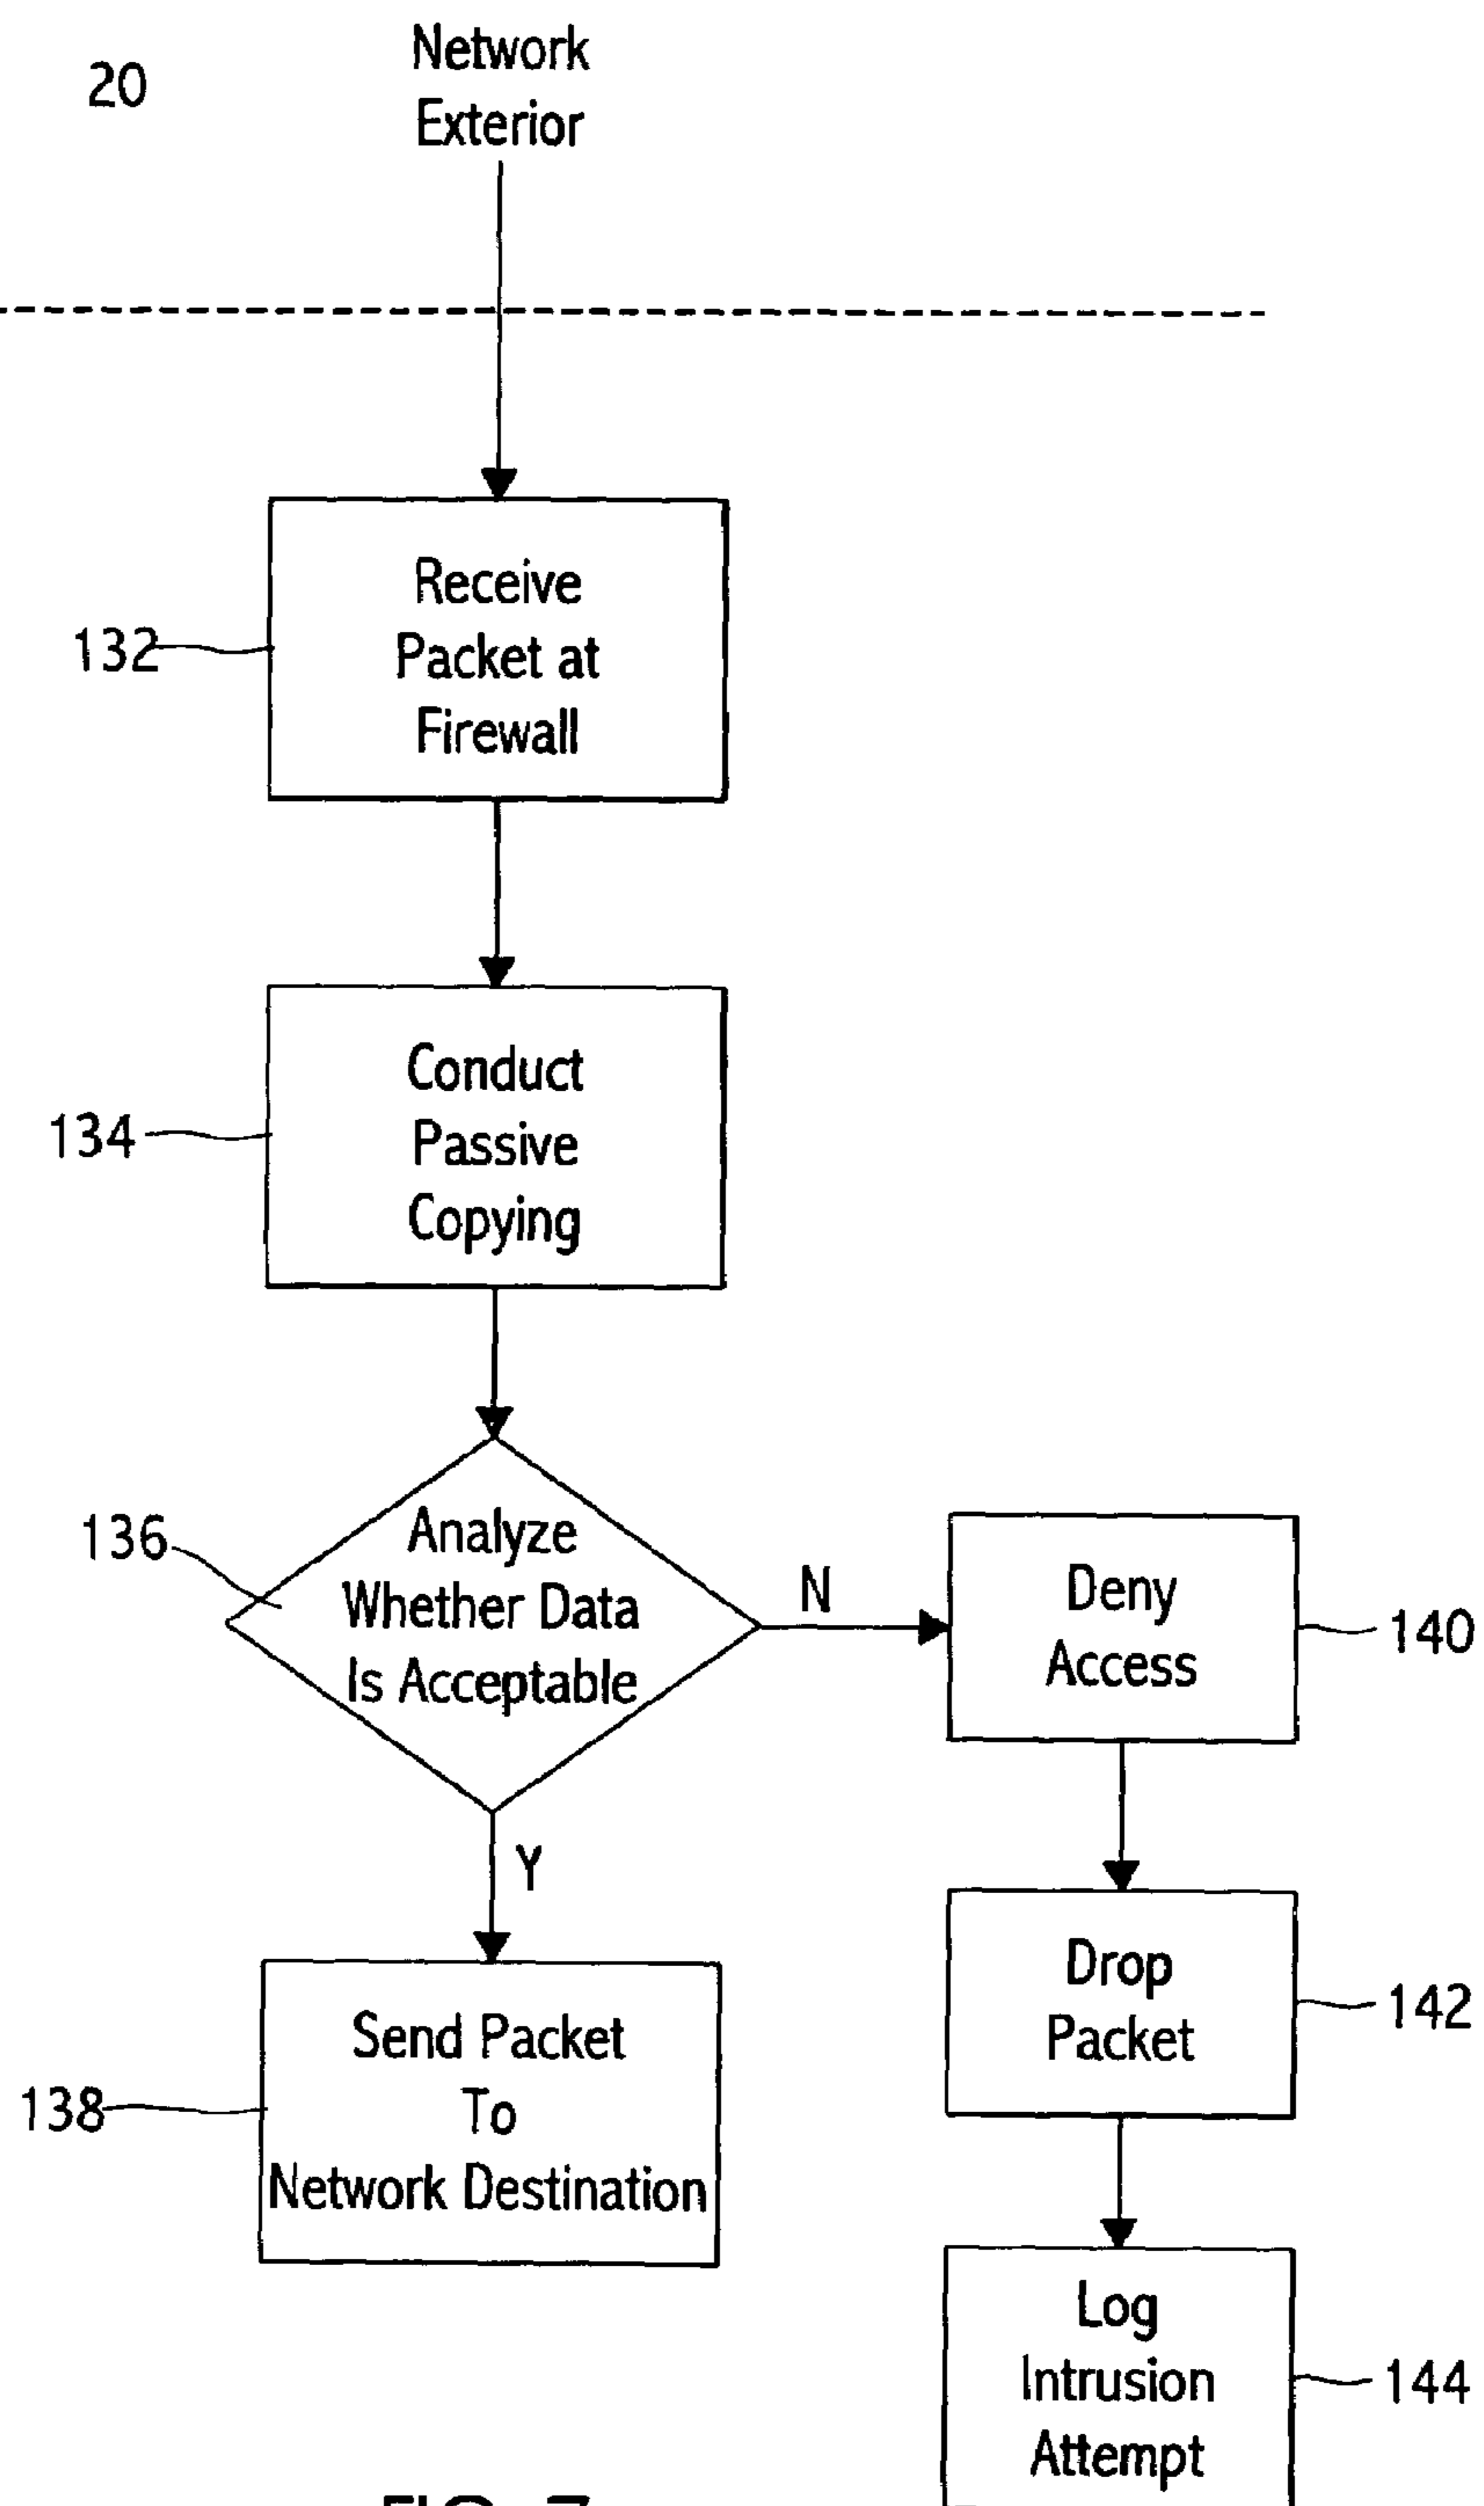 20
Network
Exterior
132
Receive
Packet at
Firewall
134
Conduct
Passive
Copying
136
Analyze
Whether Data
Is Acceptable
N
Deny
Access
140
Y
Drop
Packet
142
Send Packet
To
Network Destination
138
Log
Intrusion
Attempt
144